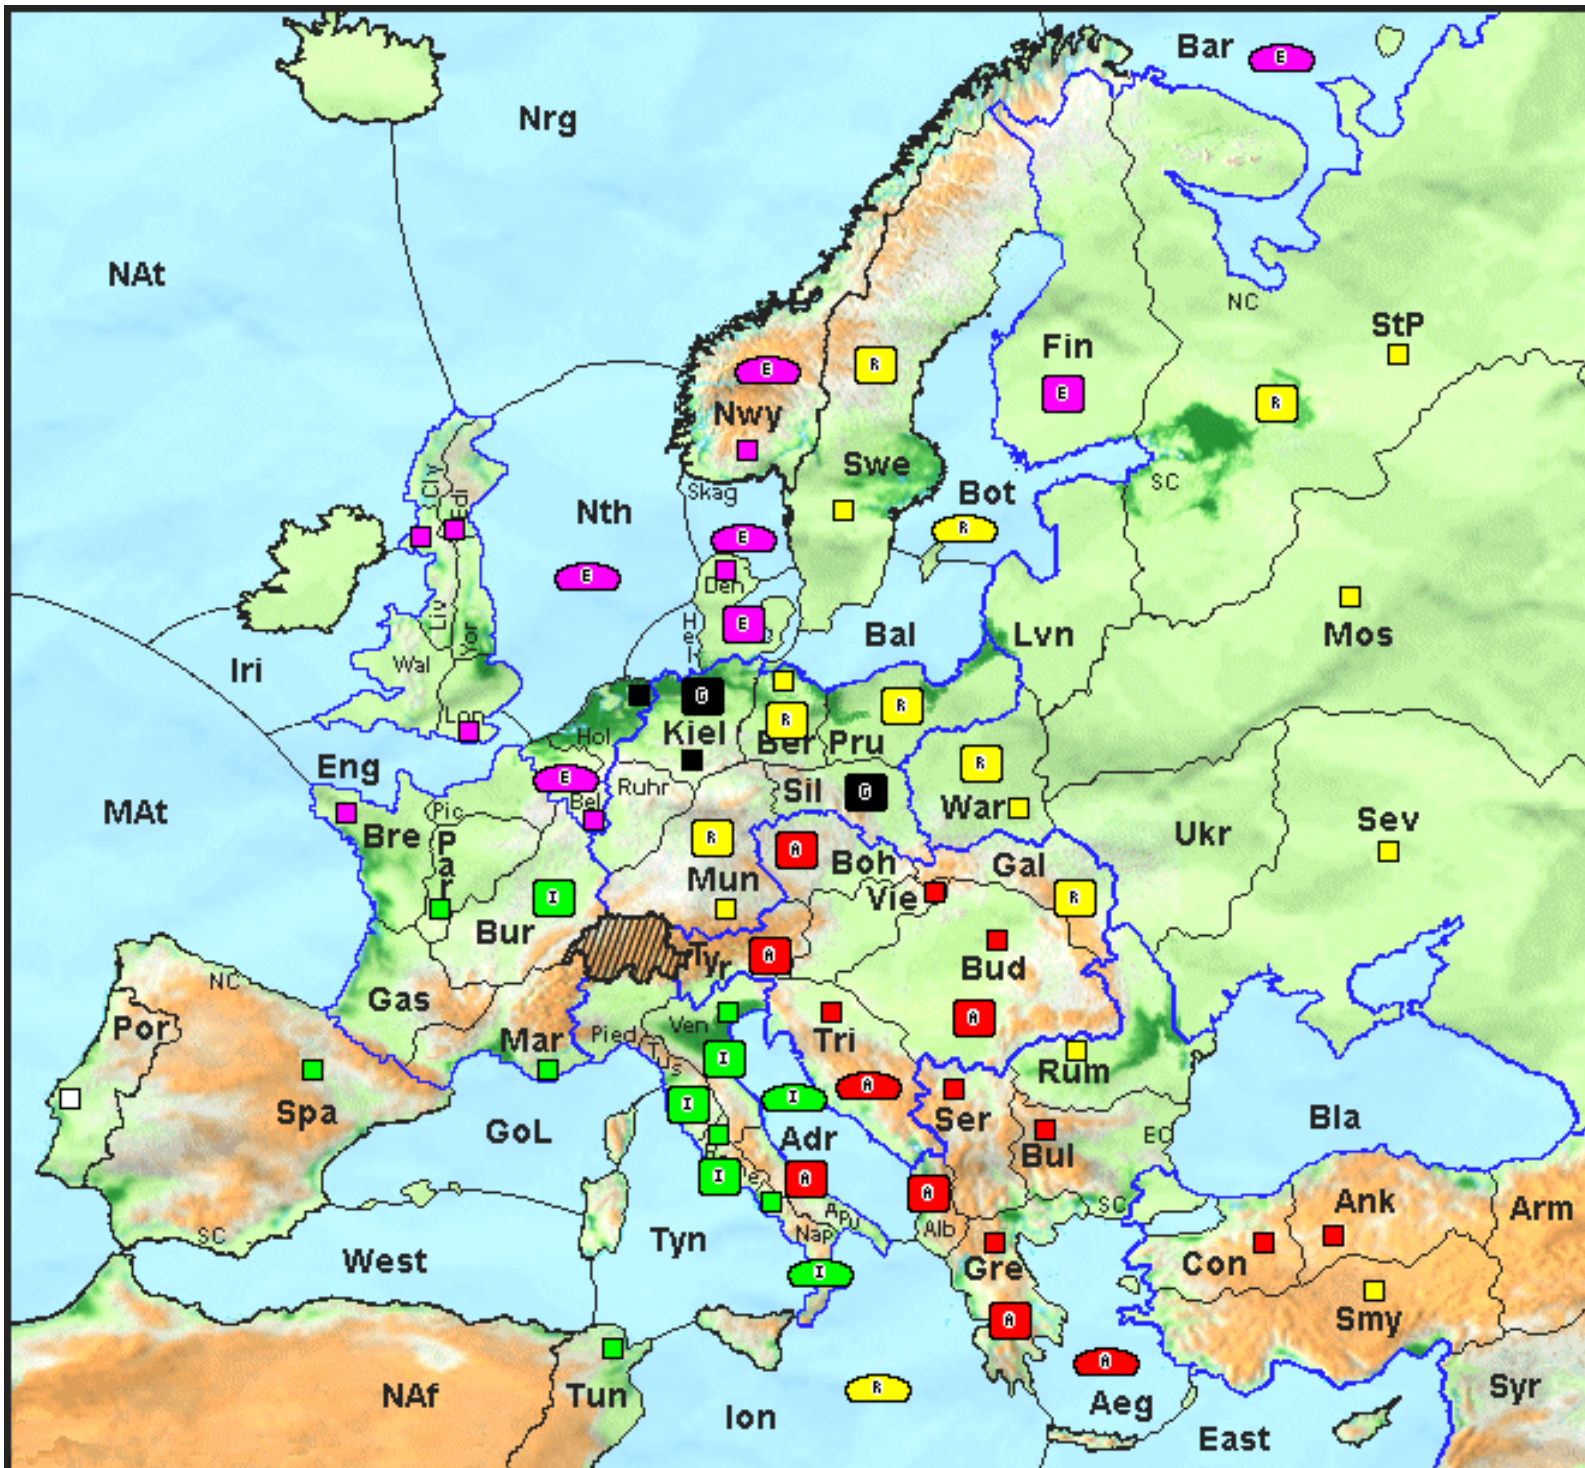 Bar
E
Nrg
NAt
NC
StP
Fin
E
R
E
R
Nwy
Swe
SC
Skag
Bot
Cly
Edi
Nth
E
R
E
Den
E
Hel
Bal
Lvn
Mos
Liv
Yor
Iri
Wal
Lon
G
R
R
Hol
Kiel
Ber
Pru
R
Eng
E
Ruhr
Sil
G
War
MAt
Pic
Bel
Bre
Par
R
A
Boh
Gal
Ukr
Sev
Mun
Vie
I
R
Bur
Tyr
A
Bud
NC
Gas
Por
Ven
Pied
Mar
Tus
Tri
A
I
Rum
I
I
A
Ser
Spa
GoL
Adr
Bul
EC
Bla
I
A
A
SC
Ank
Arm
SC
West
Tyn
Nap
Apu
Alb
Con
Gre
I
Smy
A
A
NAf
Tun
R
Ion
Aeg
Syr
East